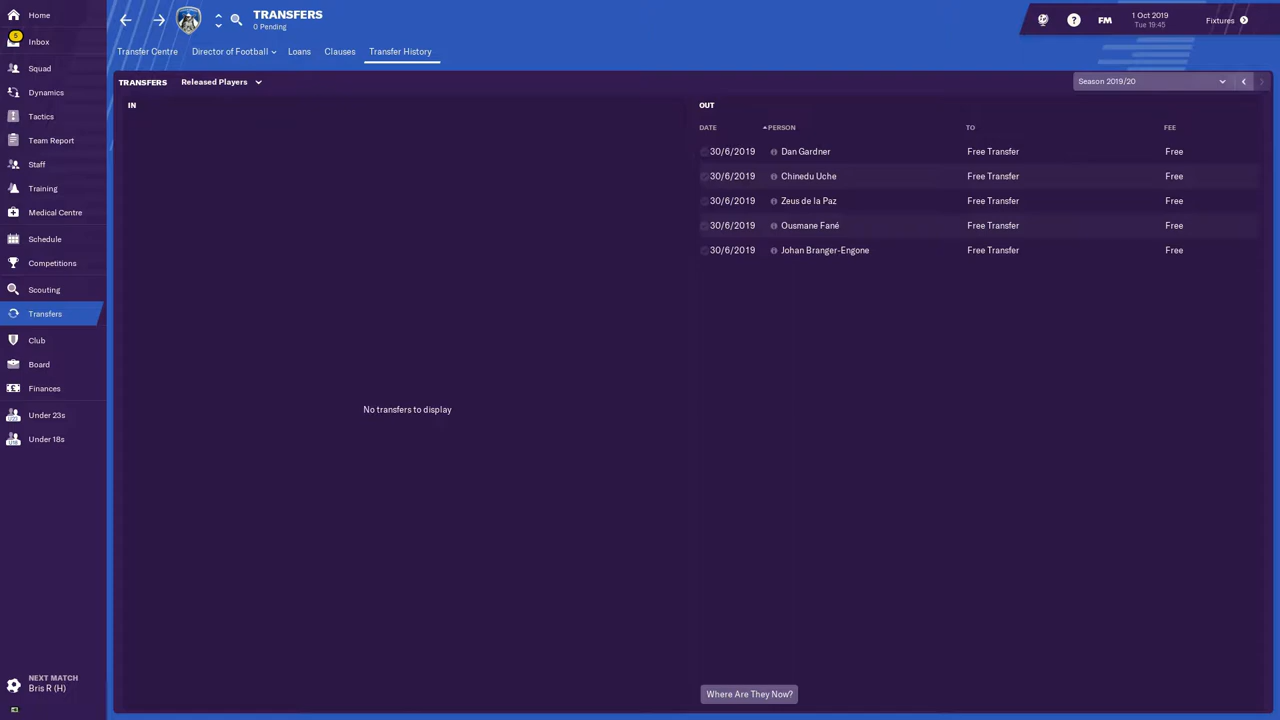 Home
5
Inbox
Squad
Dynamics
Tactics
Team Report
Staff
Training
Medical Centre
Schedule
Competitions
Scouting
Transfers
Club
Board
Finances
Under 23s
Under 18s
NEXT MATCH
Bris R (H)
TRANSFERS
0 Pending
FM
1 Oct 2019
Tue 19:45
Fixtures
Transfer Centre Director of Football Loans Clauses Transfer History
TRANSFERS Released Players
Season 2019/20
IN
No transfers to display
OUT
DATE PERSON TO FEE
30/6/2019 Dan Gardner Free Transfer Free
30/6/2019 Chinedu Uche Free Transfer Free
30/6/2019 Zeus de la Paz Free Transfer Free
30/6/2019 Ousmane Fané Free Transfer Free
30/6/2019 Johan Branger-Engone Free Transfer Free
Where Are They Now?